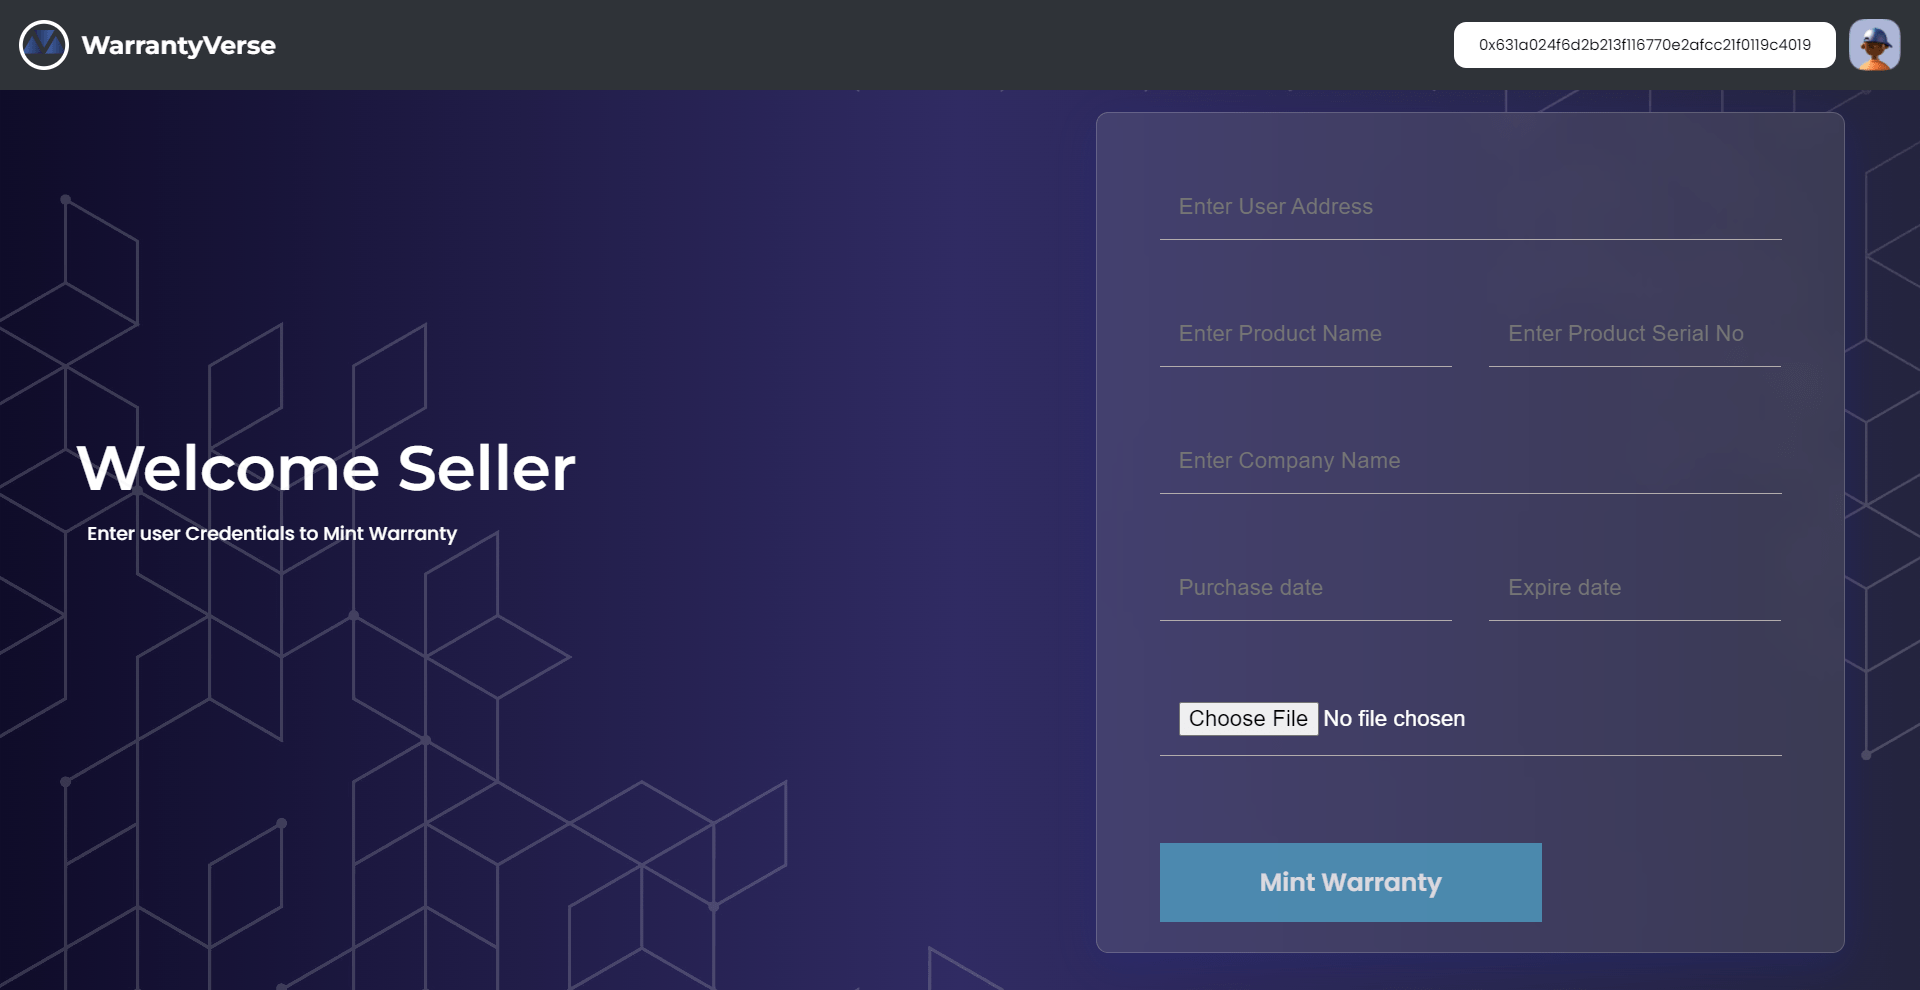 WarrantyVerse
0x631a024f6d2b213f116770e2afcc21f0119c4019
Welcome Seller
Enter user Credentials to Mint Warranty
Enter User Address
Enter Product Name
Enter Product Serial No
Enter Company Name
Purchase date
Expire date
Choose File No file chosen
Mint Warranty